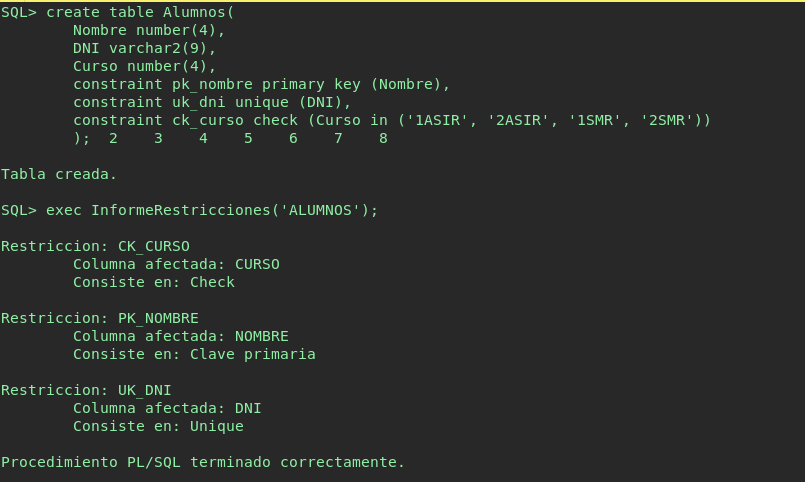 SQL> create table Alumnos(
Nombre number(4),
DNI varchar2(9),
Curso number(4),
constraint pk_nombre primary key (Nombre),
constraint uk_dni unique (DNI),
constraint ck_curso check (Curso in ('1ASIR', '2ASIR', '1SMR', '2SMR'))
);  2    3    4    5    6    7    8
Tabla creada.
SQL> exec InformeRestricciones('ALUMNOS');
Restriccion: CK_CURSO
Columna afectada: CURSO
Consiste en: Check
Restriccion: PK_NOMBRE
Columna afectada: NOMBRE
Consiste en: Clave primaria
Restriccion: UK_DNI
Columna afectada: DNI
Consiste en: Unique
Procedimiento PL/SQL terminado correctamente.